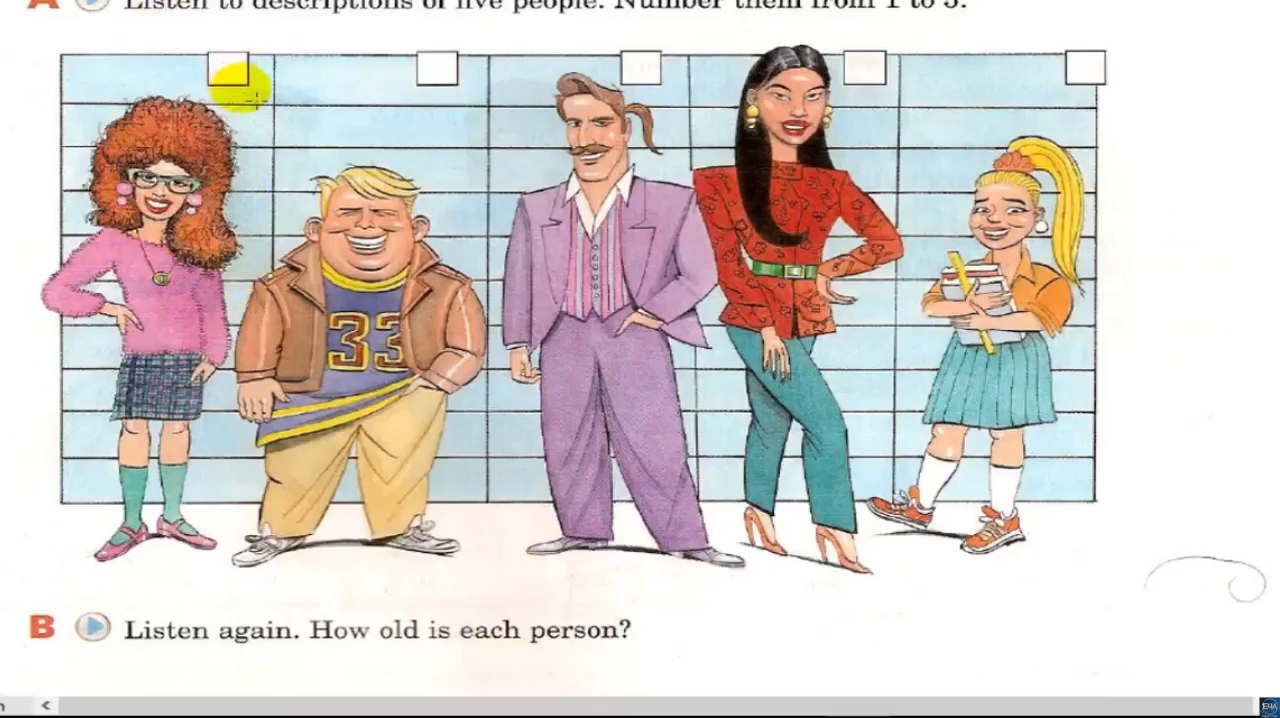 A Listen to descriptions of five people. Number them from 1 to 5.
33
B Listen again. How old is each person?